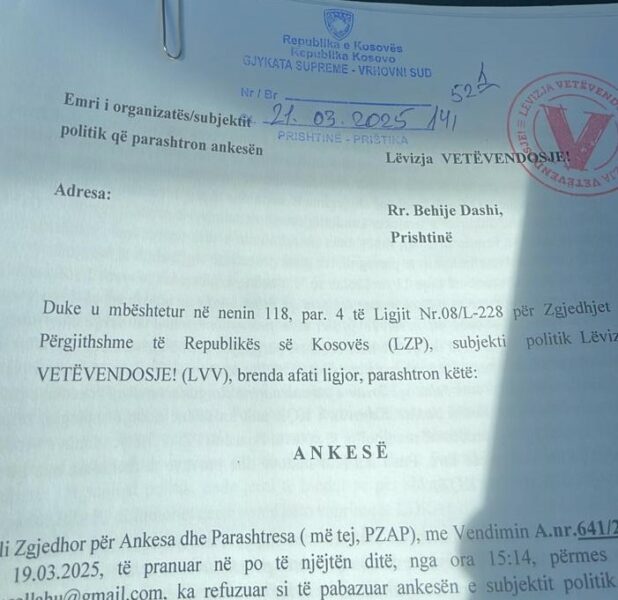 Republika e Kosovës
Republika Kosovo
GJYKATA SUPREME - VRHOVNI SUD
Nr / Br
521
21. 03. 2025 141
PRISHTINË - PRIŠTINA
Emri i organizatës/subjektit
politik që parashtron ankesën
Lëvizja VETËVENDOSJE!
LEVIZJA VETËVENDOSJE!
V
Adresa:
Rr. Behije Dashi,
Prishtinë
Duke u mbështetur në nenin 118, par. 4 të Ligjit Nr.08/L-228 për Zgjedhjet
Përgjithshme të Republikës së Kosovës (LZP), subjekti politik Lëviz
VETËVENDOSJE! (LVV), brenda afati ligjor, parashtron këtë:
ANKESË
li Zgjedhor për Ankesa dhe Parashtresa ( më tej, PZAP), me Vendimin A.nr.641/2
19.03.2025, të pranuar në po të njëjtën ditë, nga ora 15:14, përmes
@gmail.com, ka refuzuar si të pabazuar ankesën e subjektit politik